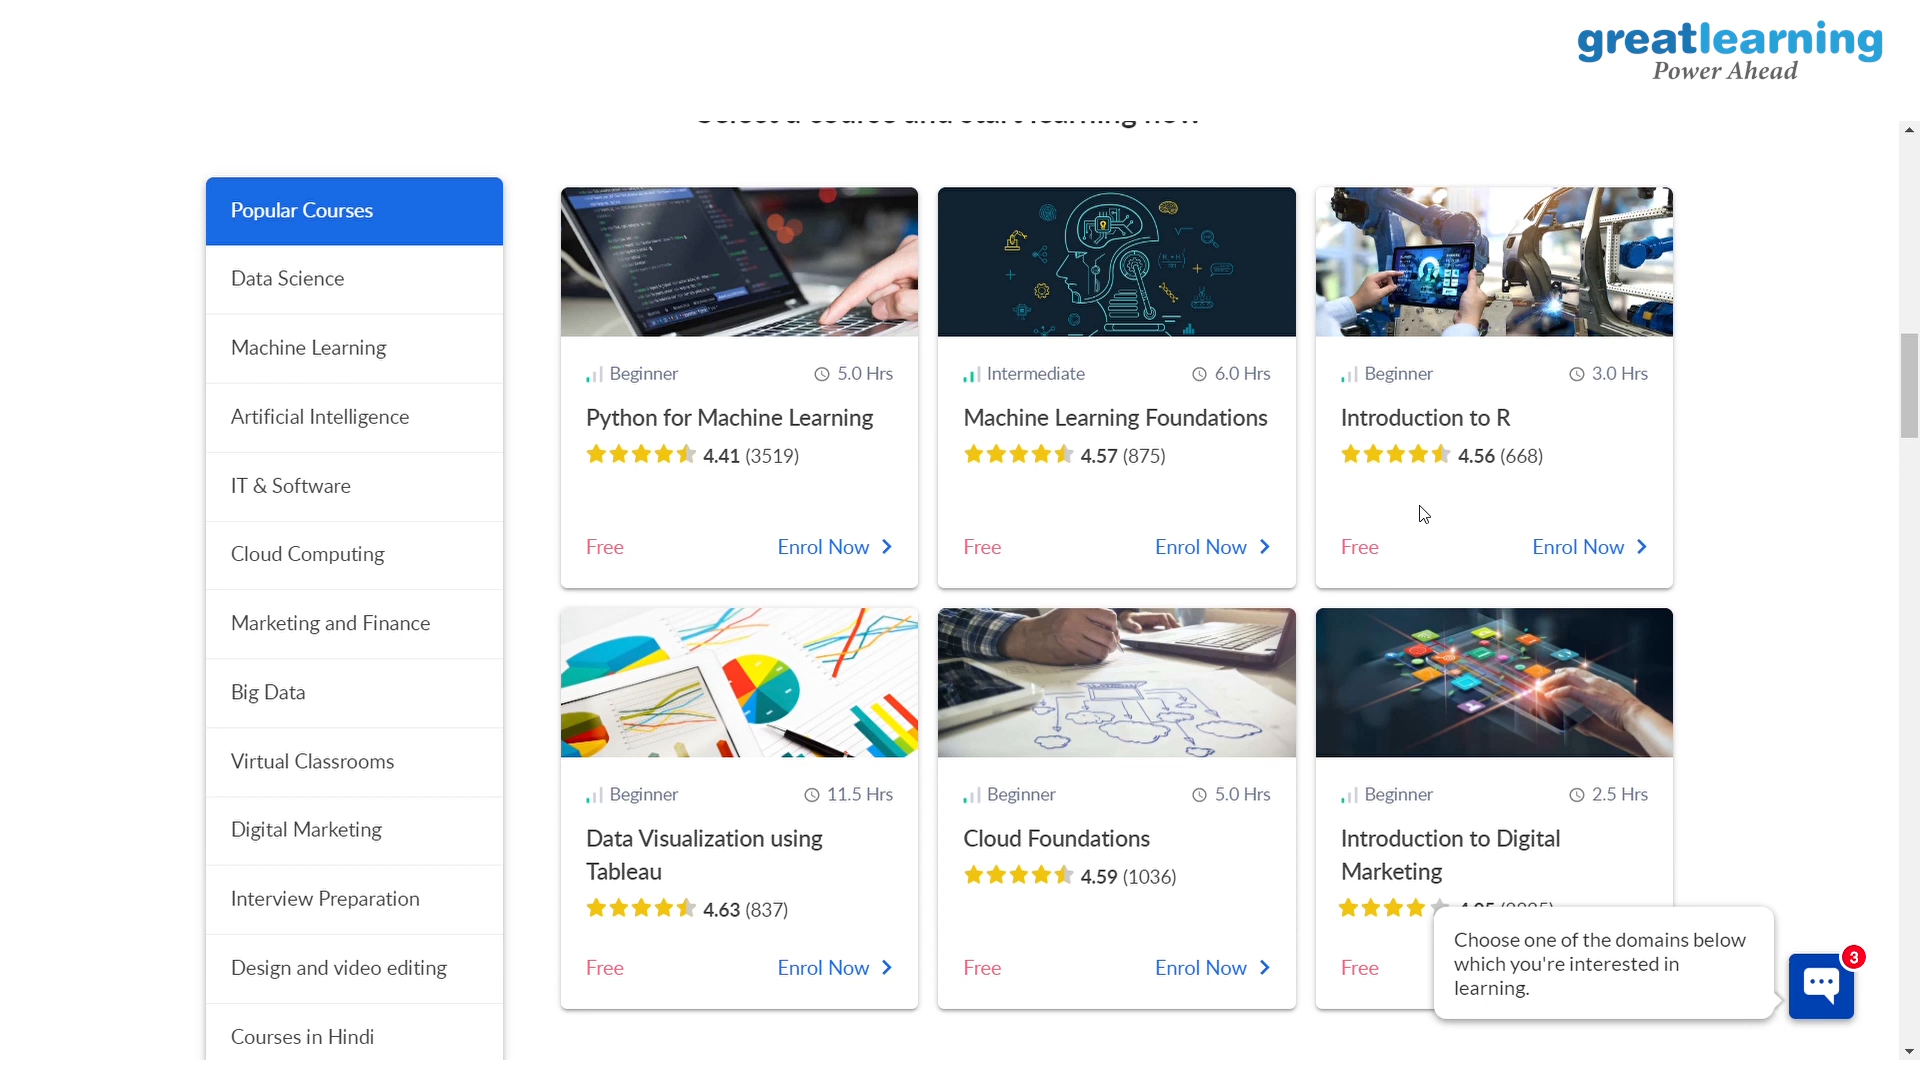 greatlearning
Power Ahead
Select a course and start learning now
Popular Courses
Data Science
Machine Learning
Artificial Intelligence
IT & Software
Cloud Computing
Marketing and Finance
Big Data
Virtual Classrooms
Digital Marketing
Interview Preparation
Design and video editing
Courses in Hindi
Beginner 5.0 Hrs
Python for Machine Learning
4.41 (3519)
Free Enrol Now
Intermediate 6.0 Hrs
Machine Learning Foundations
4.57 (875)
Free Enrol Now
Beginner 3.0 Hrs
Introduction to R
4.56 (668)
Free Enrol Now
Beginner 11.5 Hrs
Data Visualization using
Tableau
4.63 (837)
Free Enrol Now
Beginner 5.0 Hrs
Cloud Foundations
4.59 (1036)
Free Enrol Now
Beginner 2.5 Hrs
Introduction to Digital
Marketing
Free
Choose one of the domains below
which you're interested in
learning.
3